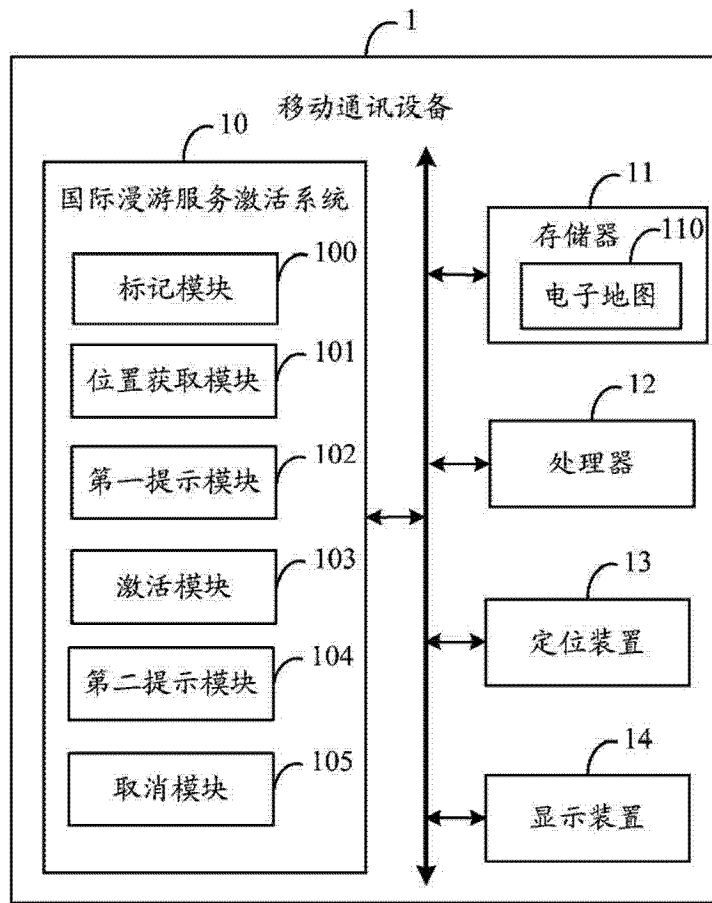 1
移动通讯设备
10
国际漫游服务激活系统
100
标记模块
101
位置获取模块
102
第一提示模块
103
激活模块
104
第二提示模块
105
取消模块
11
存储器
110
电子地图
12
处理器
13
定位装置
14
显示装置